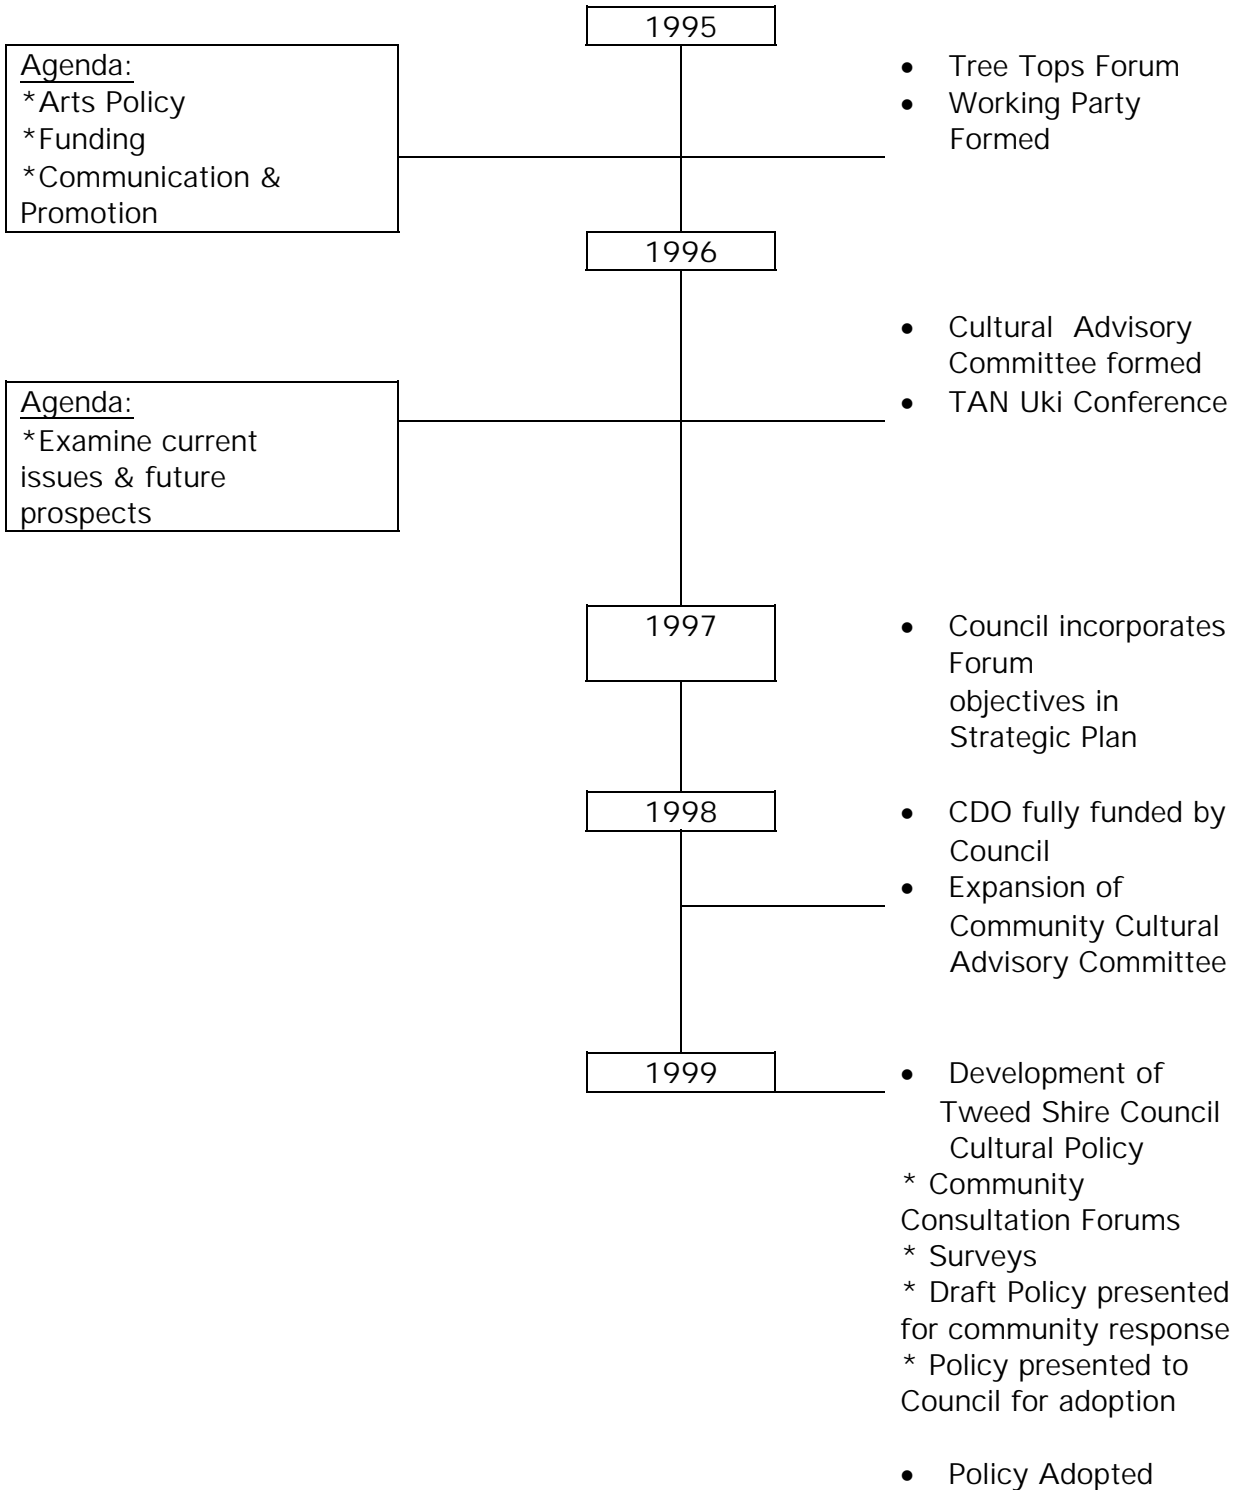 1995
Agenda:
*Arts Policy
*Funding
*Communication &
Promotion
• Tree Tops Forum
• Working Party
Formed
1996
• Cultural Advisory
Committee formed
• TAN Uki Conference
Agenda:
*Examine current
issues & future
prospects
1997
• Council incorporates
Forum
objectives in
Strategic Plan
1998
• CDO fully funded by
Council
• Expansion of
Community Cultural
Advisory Committee
1999
• Development of
Tweed Shire Council
Cultural Policy
* Community
Consultation Forums
* Surveys
* Draft Policy presented
for community response
* Policy presented to
Council for adoption
• Policy Adopted